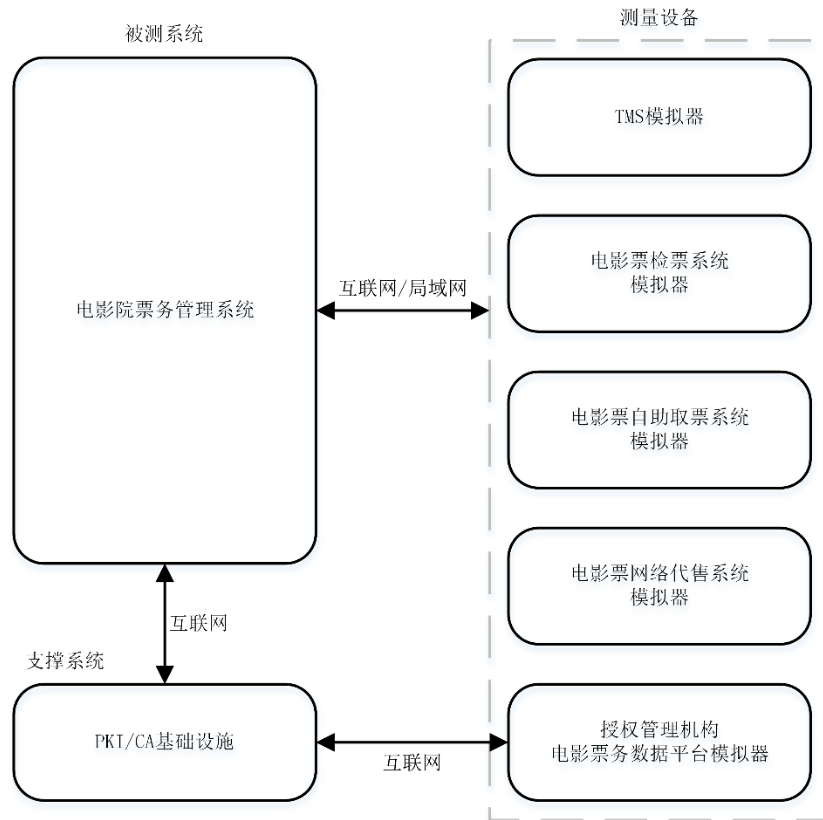 被测系统
测量设备
TMS模拟器
电影票检票系统
模拟器
互联网/局域网
电影院票务管理系统
电影票自助取票系统
模拟器
电影票网络代售系统
模拟器
互联网
支撑系统
PKI/CA基础设施
互联网
授权管理机构
电影票务数据平台模拟器